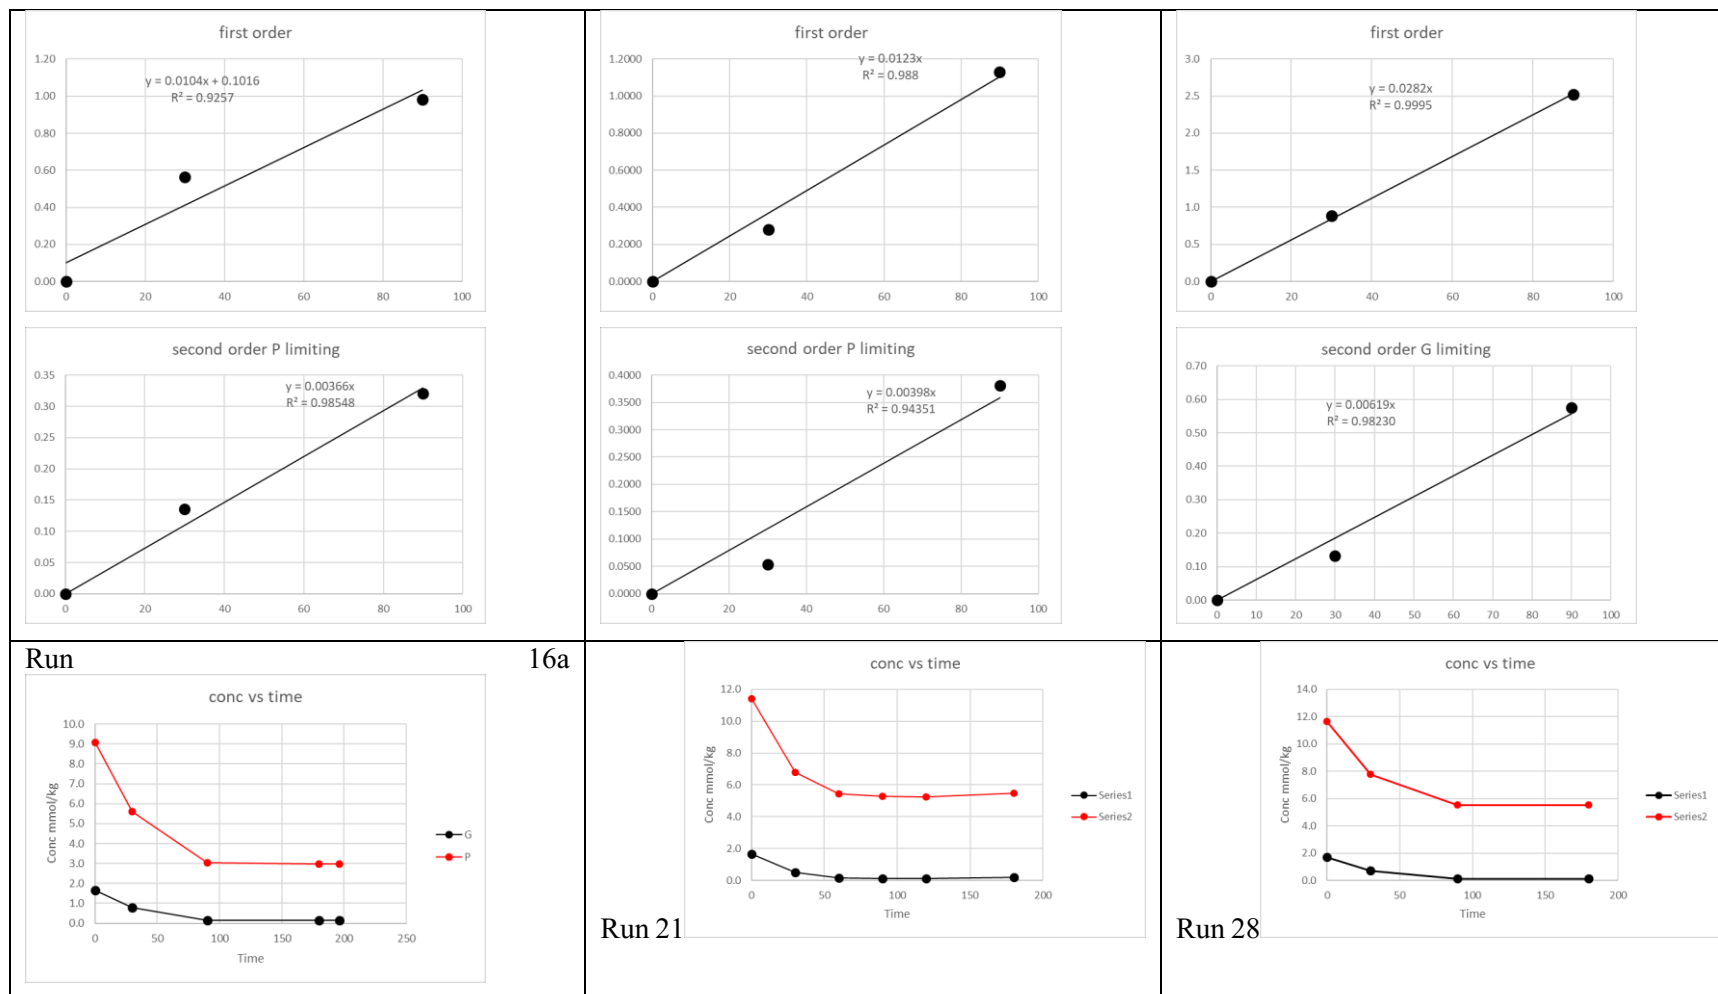 first order
y = 0.0104x + 0.1016
R² = 0.9257
1.20
1.00
0.80
0.60
0.40
0.20
0.00
0 20 40 60 80 100
second order P limiting
y = 0.00366x
R² = 0.98548
0.35
0.30
0.25
0.20
0.15
0.10
0.05
0.00
0 20 40 60 80 100
first order
y = 0.0123x
R² = 0.988
1.2000
1.0000
0.8000
0.6000
0.4000
0.2000
0.0000
0 20 40 60 80 100
second order P limiting
y = 0.00398x
R² = 0.94351
0.4000
0.3500
0.3000
0.2500
0.2000
0.1500
0.1000
0.0500
0.0000
0 20 40 60 80 100
first order
y = 0.0282x
R² = 0.9995
3.0
2.5
2.0
1.5
1.0
0.5
0.0
0 20 40 60 80 100
second order G limiting
y = 0.00619x
R² = 0.98230
0.70
0.60
0.50
0.40
0.30
0.20
0.10
0.00
0 10 20 30 40 50 60 70 80 90 100
Run 16a
conc vs time
Conc mmol/kg
10.0
9.0
8.0
7.0
6.0
5.0
4.0
3.0
2.0
1.0
0.0
0 50 100 150 200 250
Time
G
P
conc vs time
Conc mmol/kg
12.0
10.0
8.0
6.0
4.0
2.0
0.0
0 50 100 150 200
Time
Series1
Series2
Run 21
conc vs time
Conc mmol/kg
14.0
12.0
10.0
8.0
6.0
4.0
2.0
0.0
0 50 100 150 200
Time
Series1
Series2
Run 28